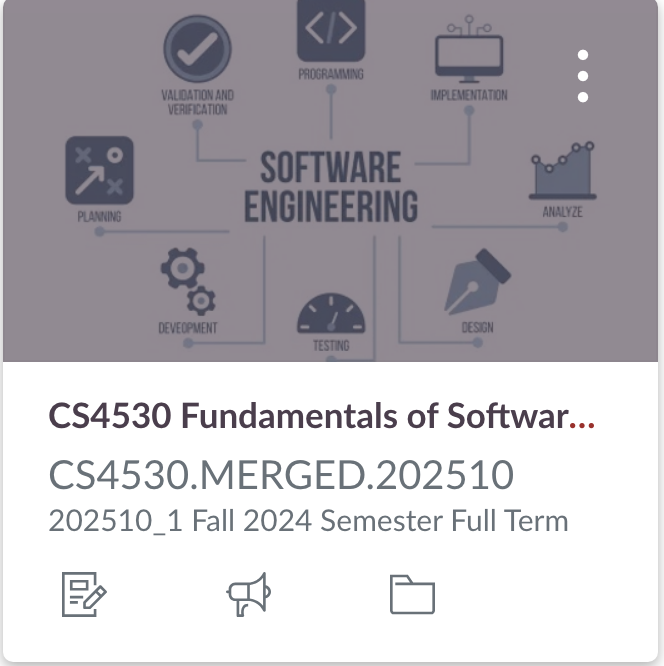 PROGRAMMING
VALIDATION AND
VERIFICATION
IMPLEMENTATION
SOFTWARE
ENGINEERING
PLANNING
ANALYZE
DEVEOPMENT
TESTING
DESIGN
CS4530 Fundamentals of Softwar...
CS4530.MERGED.202510
202510_1 Fall 2024 Semester Full Term